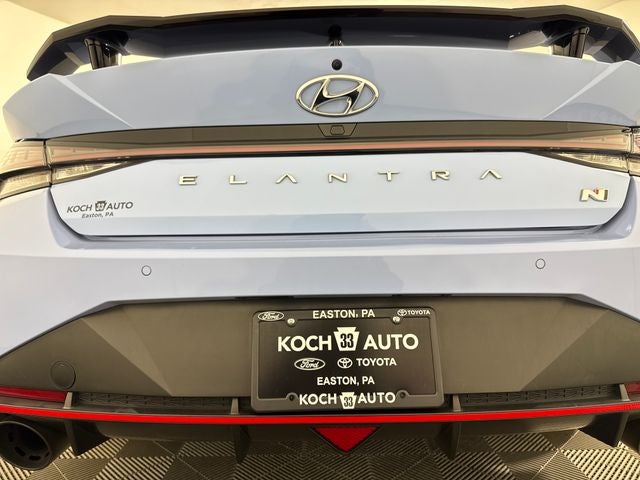 ELANTRA
N
KOCH 33 AUTO
Easton, PA
EASTON, PA
Ford
TOYOTA
KOCH 33 AUTO
Ford TOYOTA
EASTON, PA
KOCH 33 AUTO